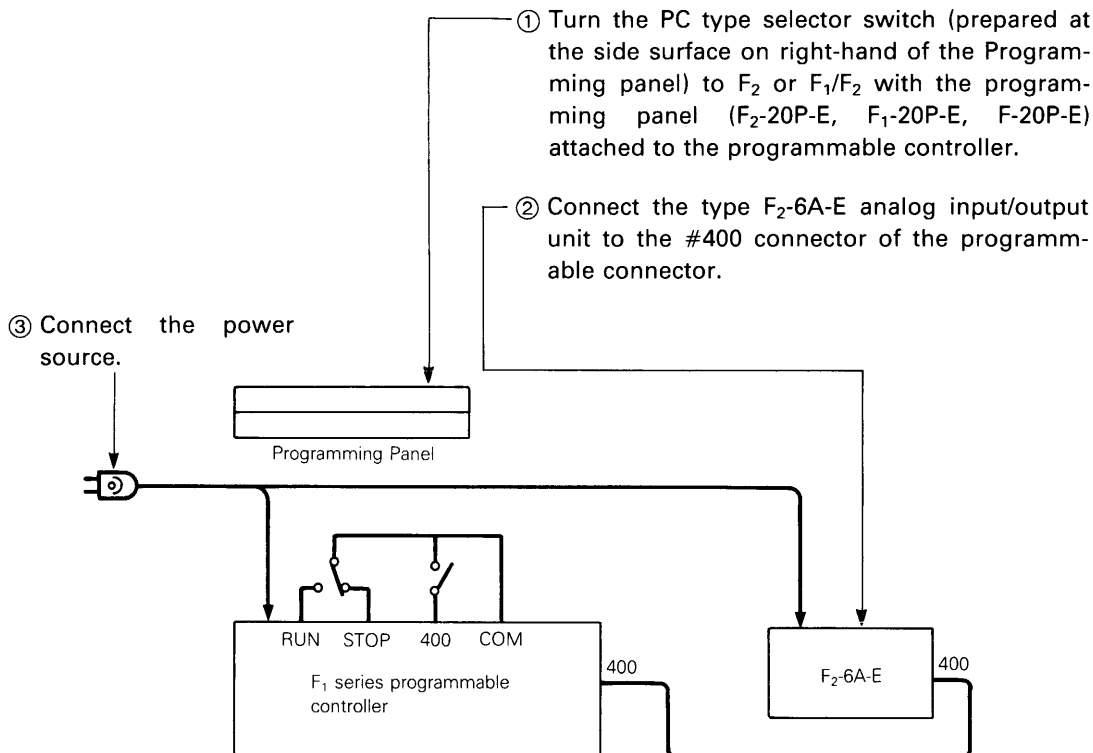 ① Turn the PC type selector switch (prepared at
the side surface on right-hand of the Program-
ming panel) to F₂ or F₁/F₂ with the program-
ming panel (F₂-20P-E, F₁-20P-E, F-20P-E)
attached to the programmable controller.
② Connect the type F₂-6A-E analog input/output
unit to the #400 connector of the programm-
able connector.
③ Connect the power
source.
Programming Panel
RUN STOP 400 COM
F₁ series programmable
controller
400
F₂-6A-E
400